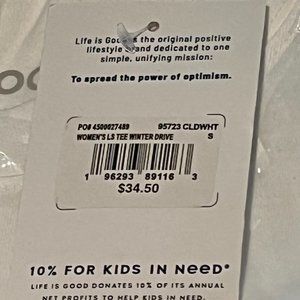 Life is Good is the original positive
lifestyle brand dedicated to one
simple, unifying mission:
To spread the power of optimism.
PO# 4500027489 95723 CLDWHT
WOMEN'S LS TEE WINTER DRIVE S
1 96293 89116 3
$34.50
10% FOR KIDS IN NeeD*
LIFE IS GOOD DONATES 10% OF ITS ANNUAL
NET PROFITS TO HELP KIDS IN NEED.